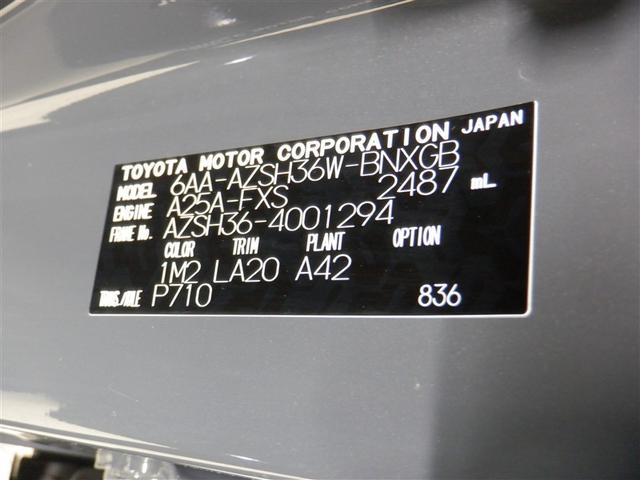 TOYOTA MOTOR CORPORATION JAPAN
MODEL 6AA-AZSH36W-BNXGB
ENGINE A25A-FXS 2487 mL
FRAME No. AZSH36-4001294
COLOR TRIM PLANT OPTION
1M2 LA20 A42
TRANS./AXLE P710 836